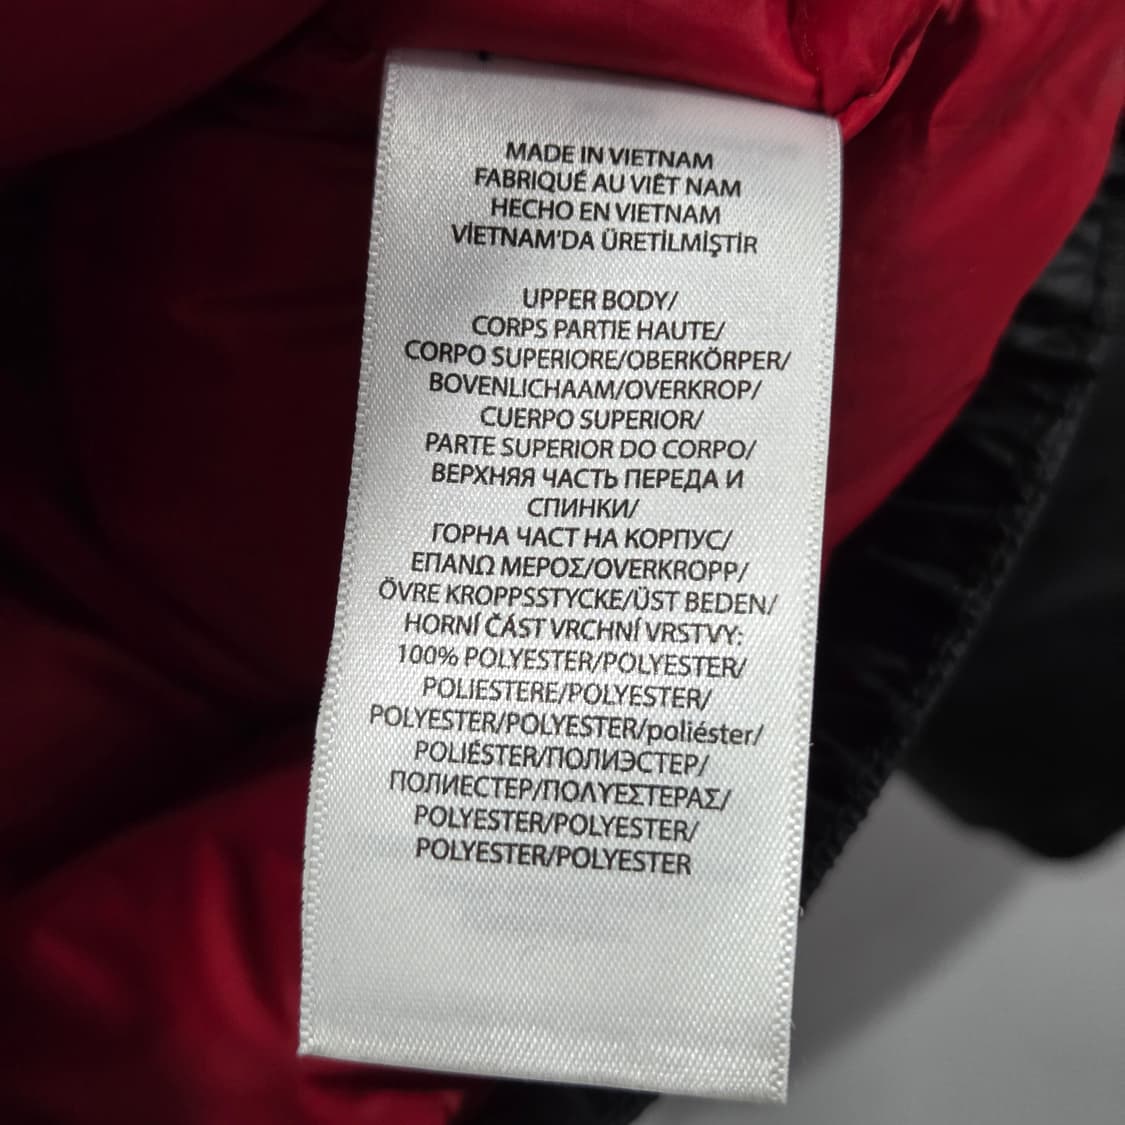 MADE IN VIETNAM
FABRIQUÉ AU VIÊT NAM
HECHO EN VIETNAM
VİETNAM'DA ÜRETİLMİŞTİR
UPPER BODY/
CORPS PARTIE HAUTE/
CORPO SUPERIORE/OBERKÖRPER/
BOVENLICHAAM/OVERKROP/
CUERPO SUPERIOR/
PARTE SUPERIOR DO CORPO/
ВЕРХНЯЯ ЧАСТЬ ПЕРЕДА И
СПИНКИ/
ГОРНА ЧАСТ НА КОРПУС/
ΕΠΑΝΩ ΜΕΡΟΣ/OVERKROPP/
ÖVRE KROPPSSTYCKE/ÜST BEDEN/
HORNÍ ČÁST VRCHNÍ VRSTVY:
100% POLYESTER/POLYESTER/
POLIESTERE/POLYESTER/
POLYESTER/POLYESTER/poliéster/
POLIÉSTER/ПОЛИЭСТЕР/
ПОЛИЕСТЕР/ΠΟΛΥΕΣΤΕΡΑΣ/
POLYESTER/POLYESTER/
POLYESTER/POLYESTER